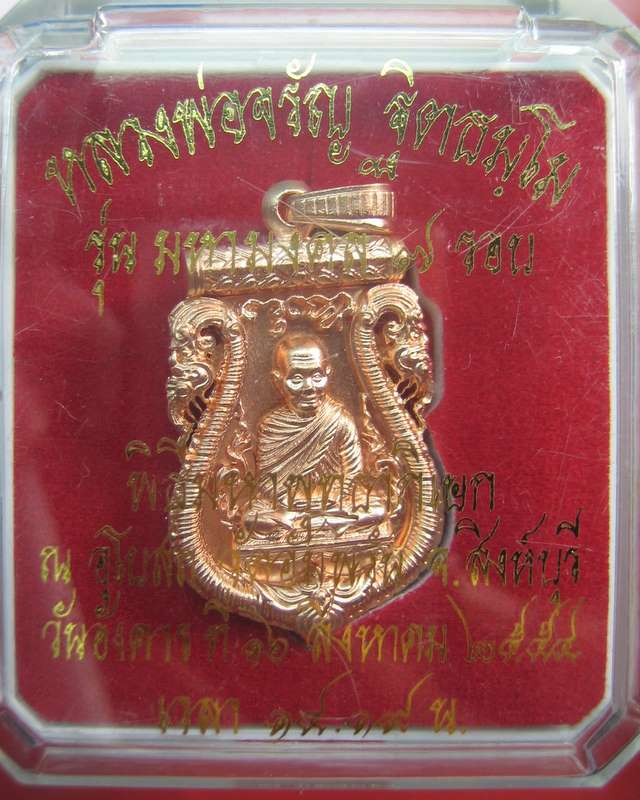 หลวงพ่อจรัญ ฐิตธมฺโม
รุ่น มหามงคล ๗ รอบ
พิธีมหาพุทธาภิเษก
ณ อุโบสถ วัดอัมพวัน จ.สิงห์บุรี
วันอังคาร ที่ ๑๖ สิงหาคม ๒๕๕๔
เวลา ๑๘.๑๙ น.